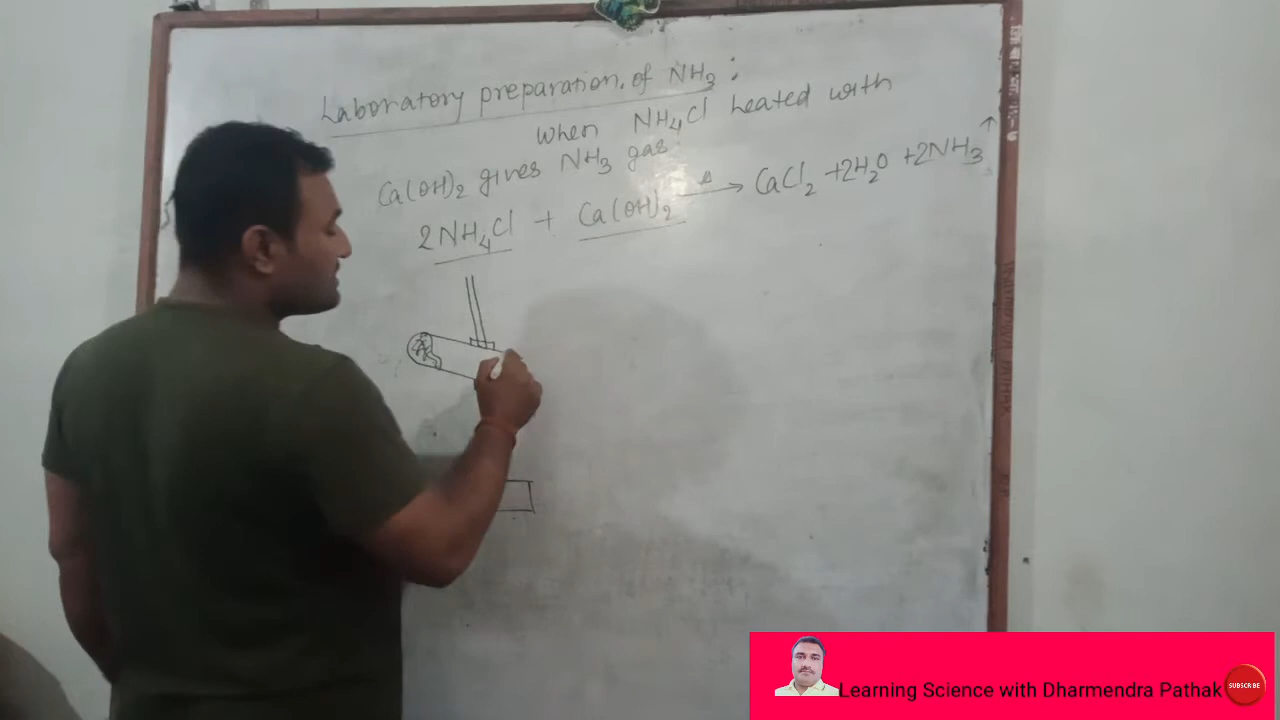 Laboratory preparation of NH3 :
When NH4Cl heated with
Ca(OH)2 gives NH3 gas
2NH4Cl + Ca(OH)2 —Δ→ CaCl2 + 2H2O + 2NH3 ↑
A
Learning Science with Dharmendra Pathak
SUBSCRIBE